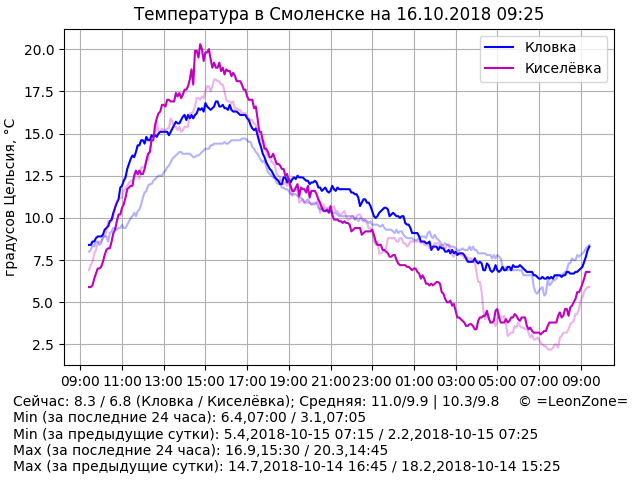 Температура в Смоленске на 16.10.2018 09:25
Кловка
Киселёвка
градусов Цельсия, °C
20.0
17.5
15.0
12.5
10.0
7.5
5.0
2.5
09:00 11:00 13:00 15:00 17:00 19:00 21:00 23:00 01:00 03:00 05:00 07:00 09:00
Сейчас: 8.3 / 6.8 (Кловка / Киселёвка); Средняя: 11.0/9.9 | 10.3/9.8 © =LeonZone=
Min (за последние 24 часа): 6.4,07:00 / 3.1,07:05
Min (за предыдущие сутки): 5.4,2018-10-15 07:15 / 2.2,2018-10-15 07:25
Max (за последние 24 часа): 16.9,15:30 / 20.3,14:45
Max (за предыдущие сутки): 14.7,2018-10-14 16:45 / 18.2,2018-10-14 15:25